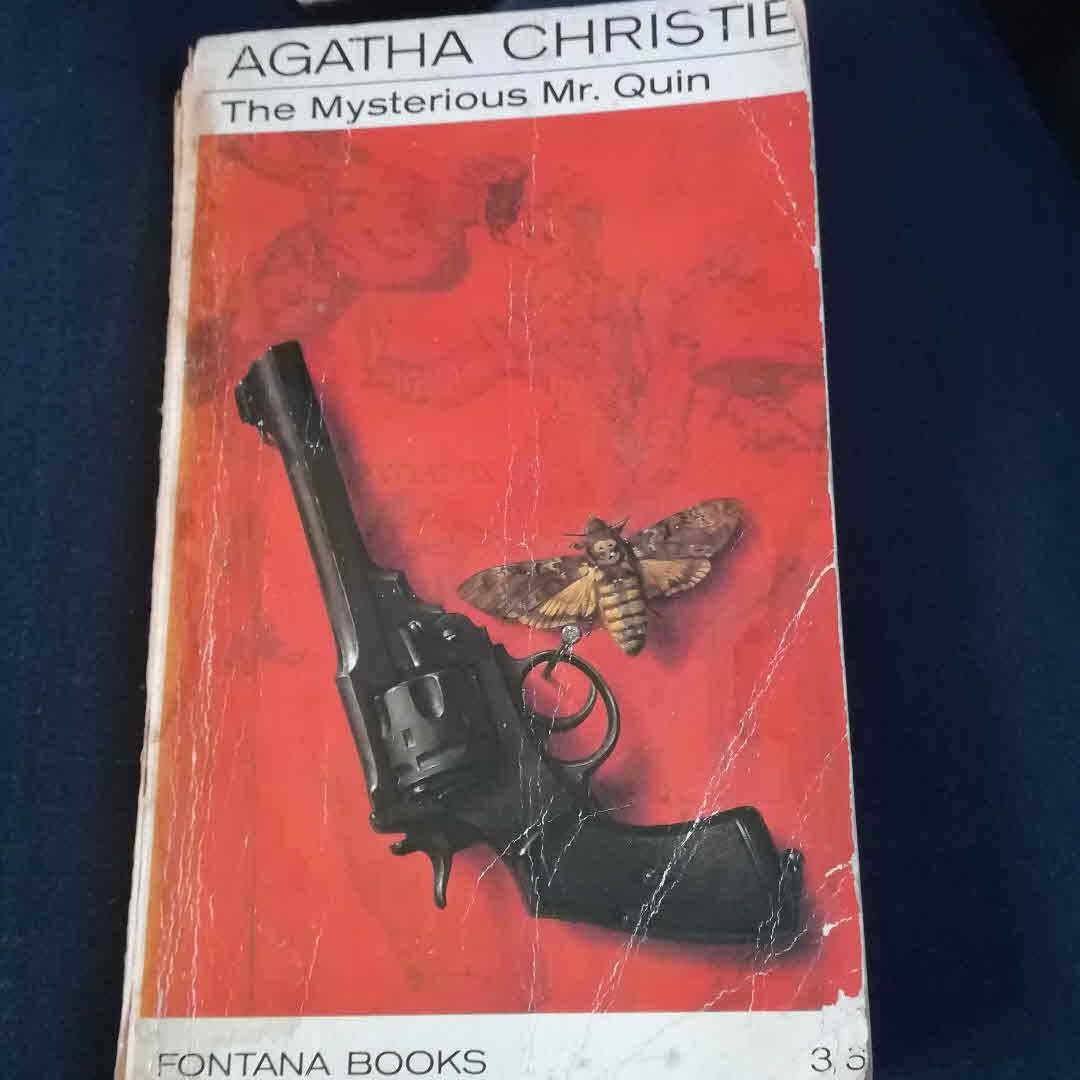 AGATHA CHRISTIE
The Mysterious Mr. Quin
FONTANA BOOKS